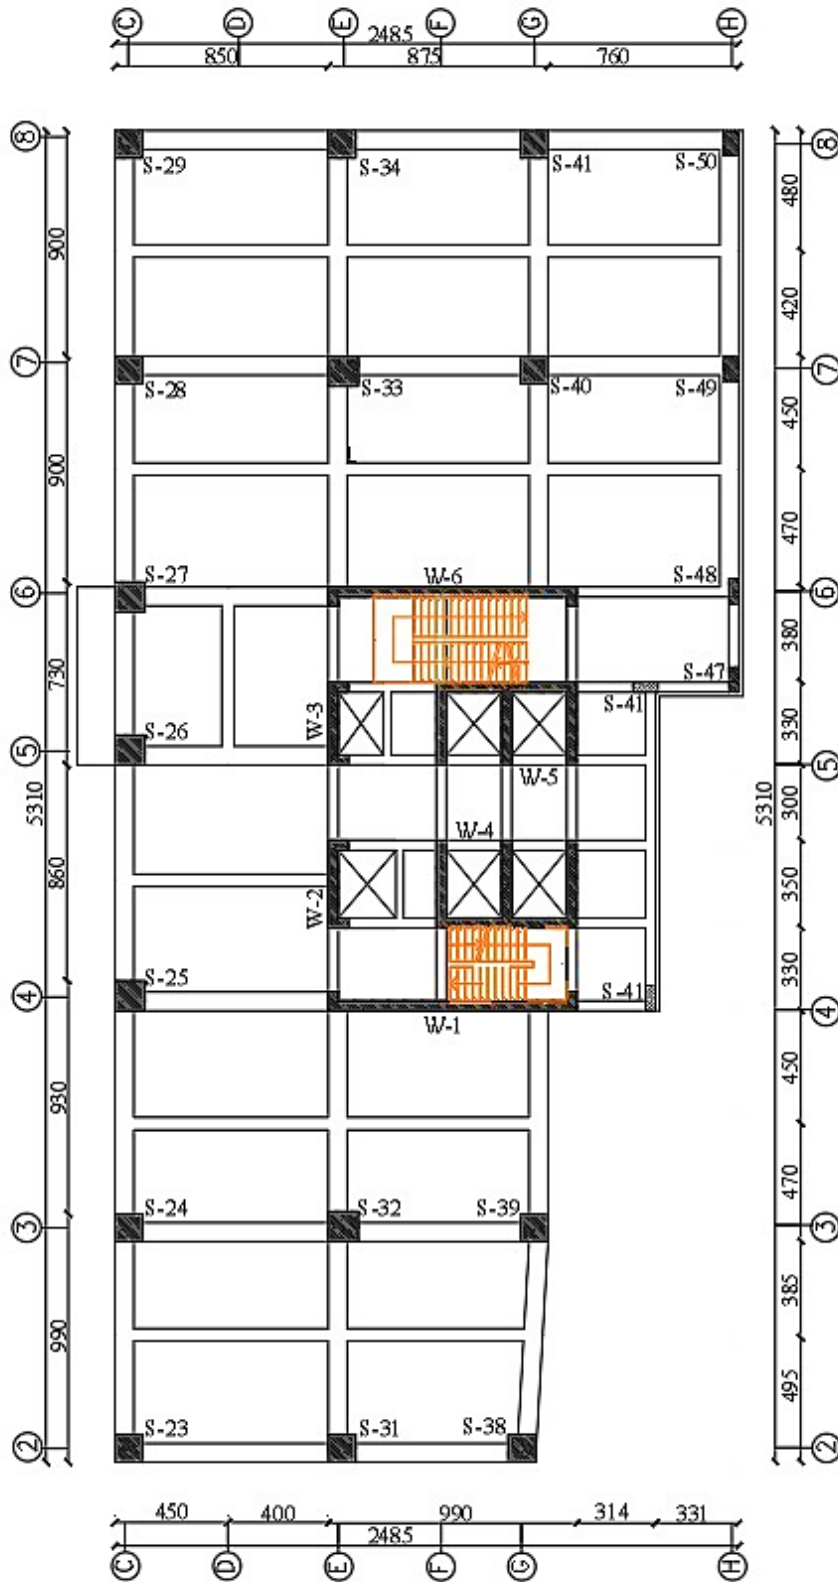 C D E F G H
2485
850 875 760
8 8
S-29 S-34 S-41 S-50
480
900
420
7 7
S-28 S-33 S-40 S-49
450
900
470
S-27 W-6 S-48
6 6
380
730
S-47
S-41
W-3
330
S-26
5 5
W-5
5310 5310
300
W-4
860
350
W-2
S-25
330
4 S-41 4
W-1
450
930
470
S-24 S-32 S-39
3 3
385
990
495
S-23 S-31 S-38
2 2
450 400 990 314 331
2485
C D E F G H